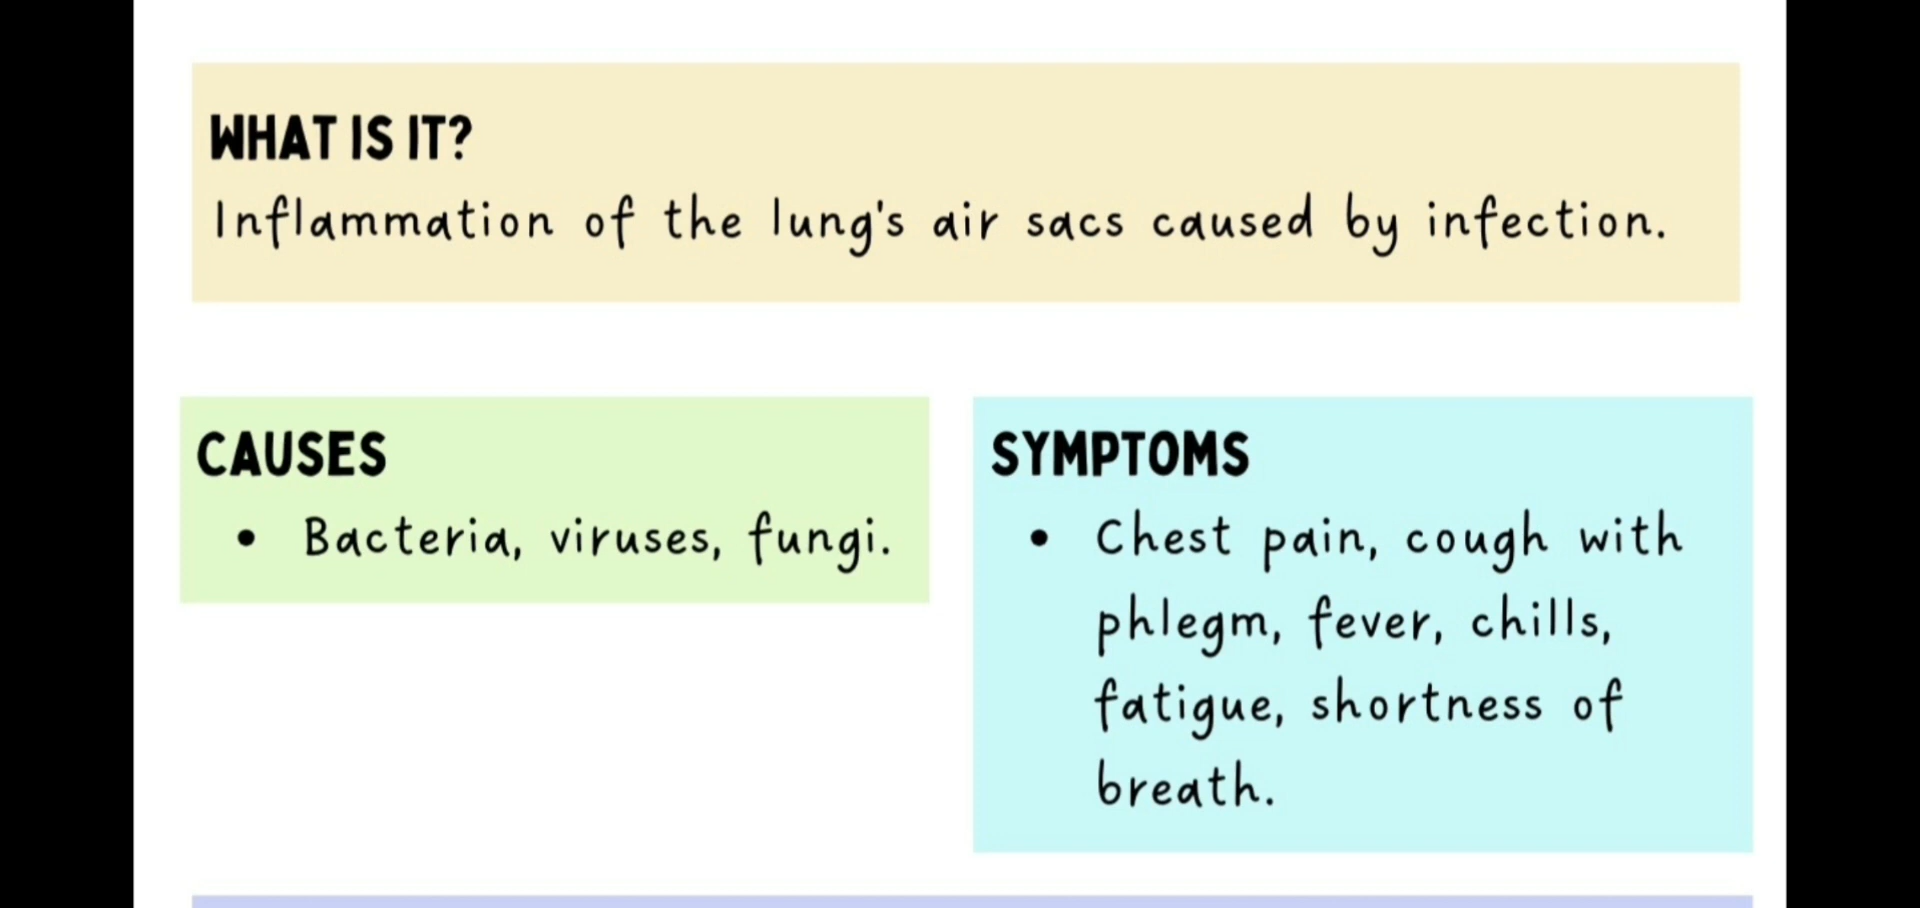 WHAT IS IT?
Inflammation of the lung's air sacs caused by infection.
CAUSES
• Bacteria, viruses, fungi.
SYMPTOMS
• Chest pain, cough with
phlegm, fever, chills,
fatigue, shortness of
breath.